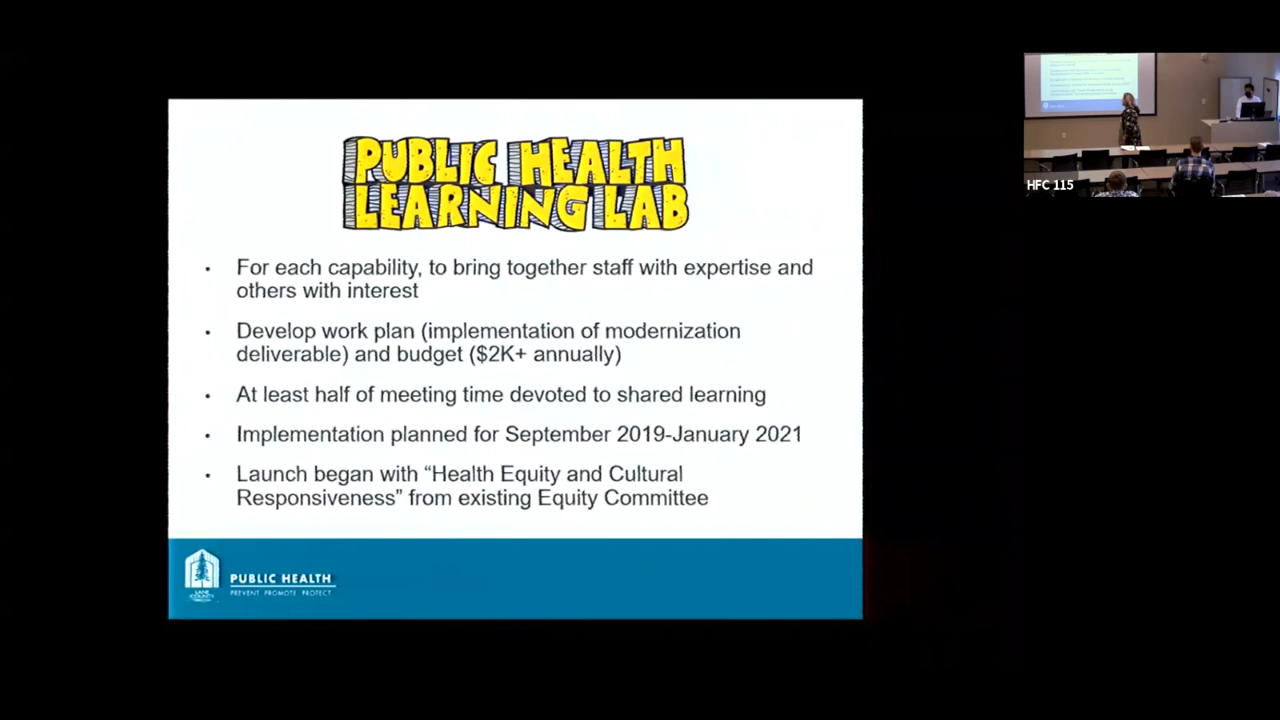 PUBLIC HEALTH
LEARNING LAB
• For each capability, to bring together staff with expertise and
others with interest
• Develop work plan (implementation of modernization
deliverable) and budget ($2K+ annually)
• At least half of meeting time devoted to shared learning
• Implementation planned for September 2019-January 2021
• Launch began with “Health Equity and Cultural
Responsiveness” from existing Equity Committee
LANE
COUNTY
PUBLIC HEALTH
PREVENT PROMOTE PROTECT
HFC 115